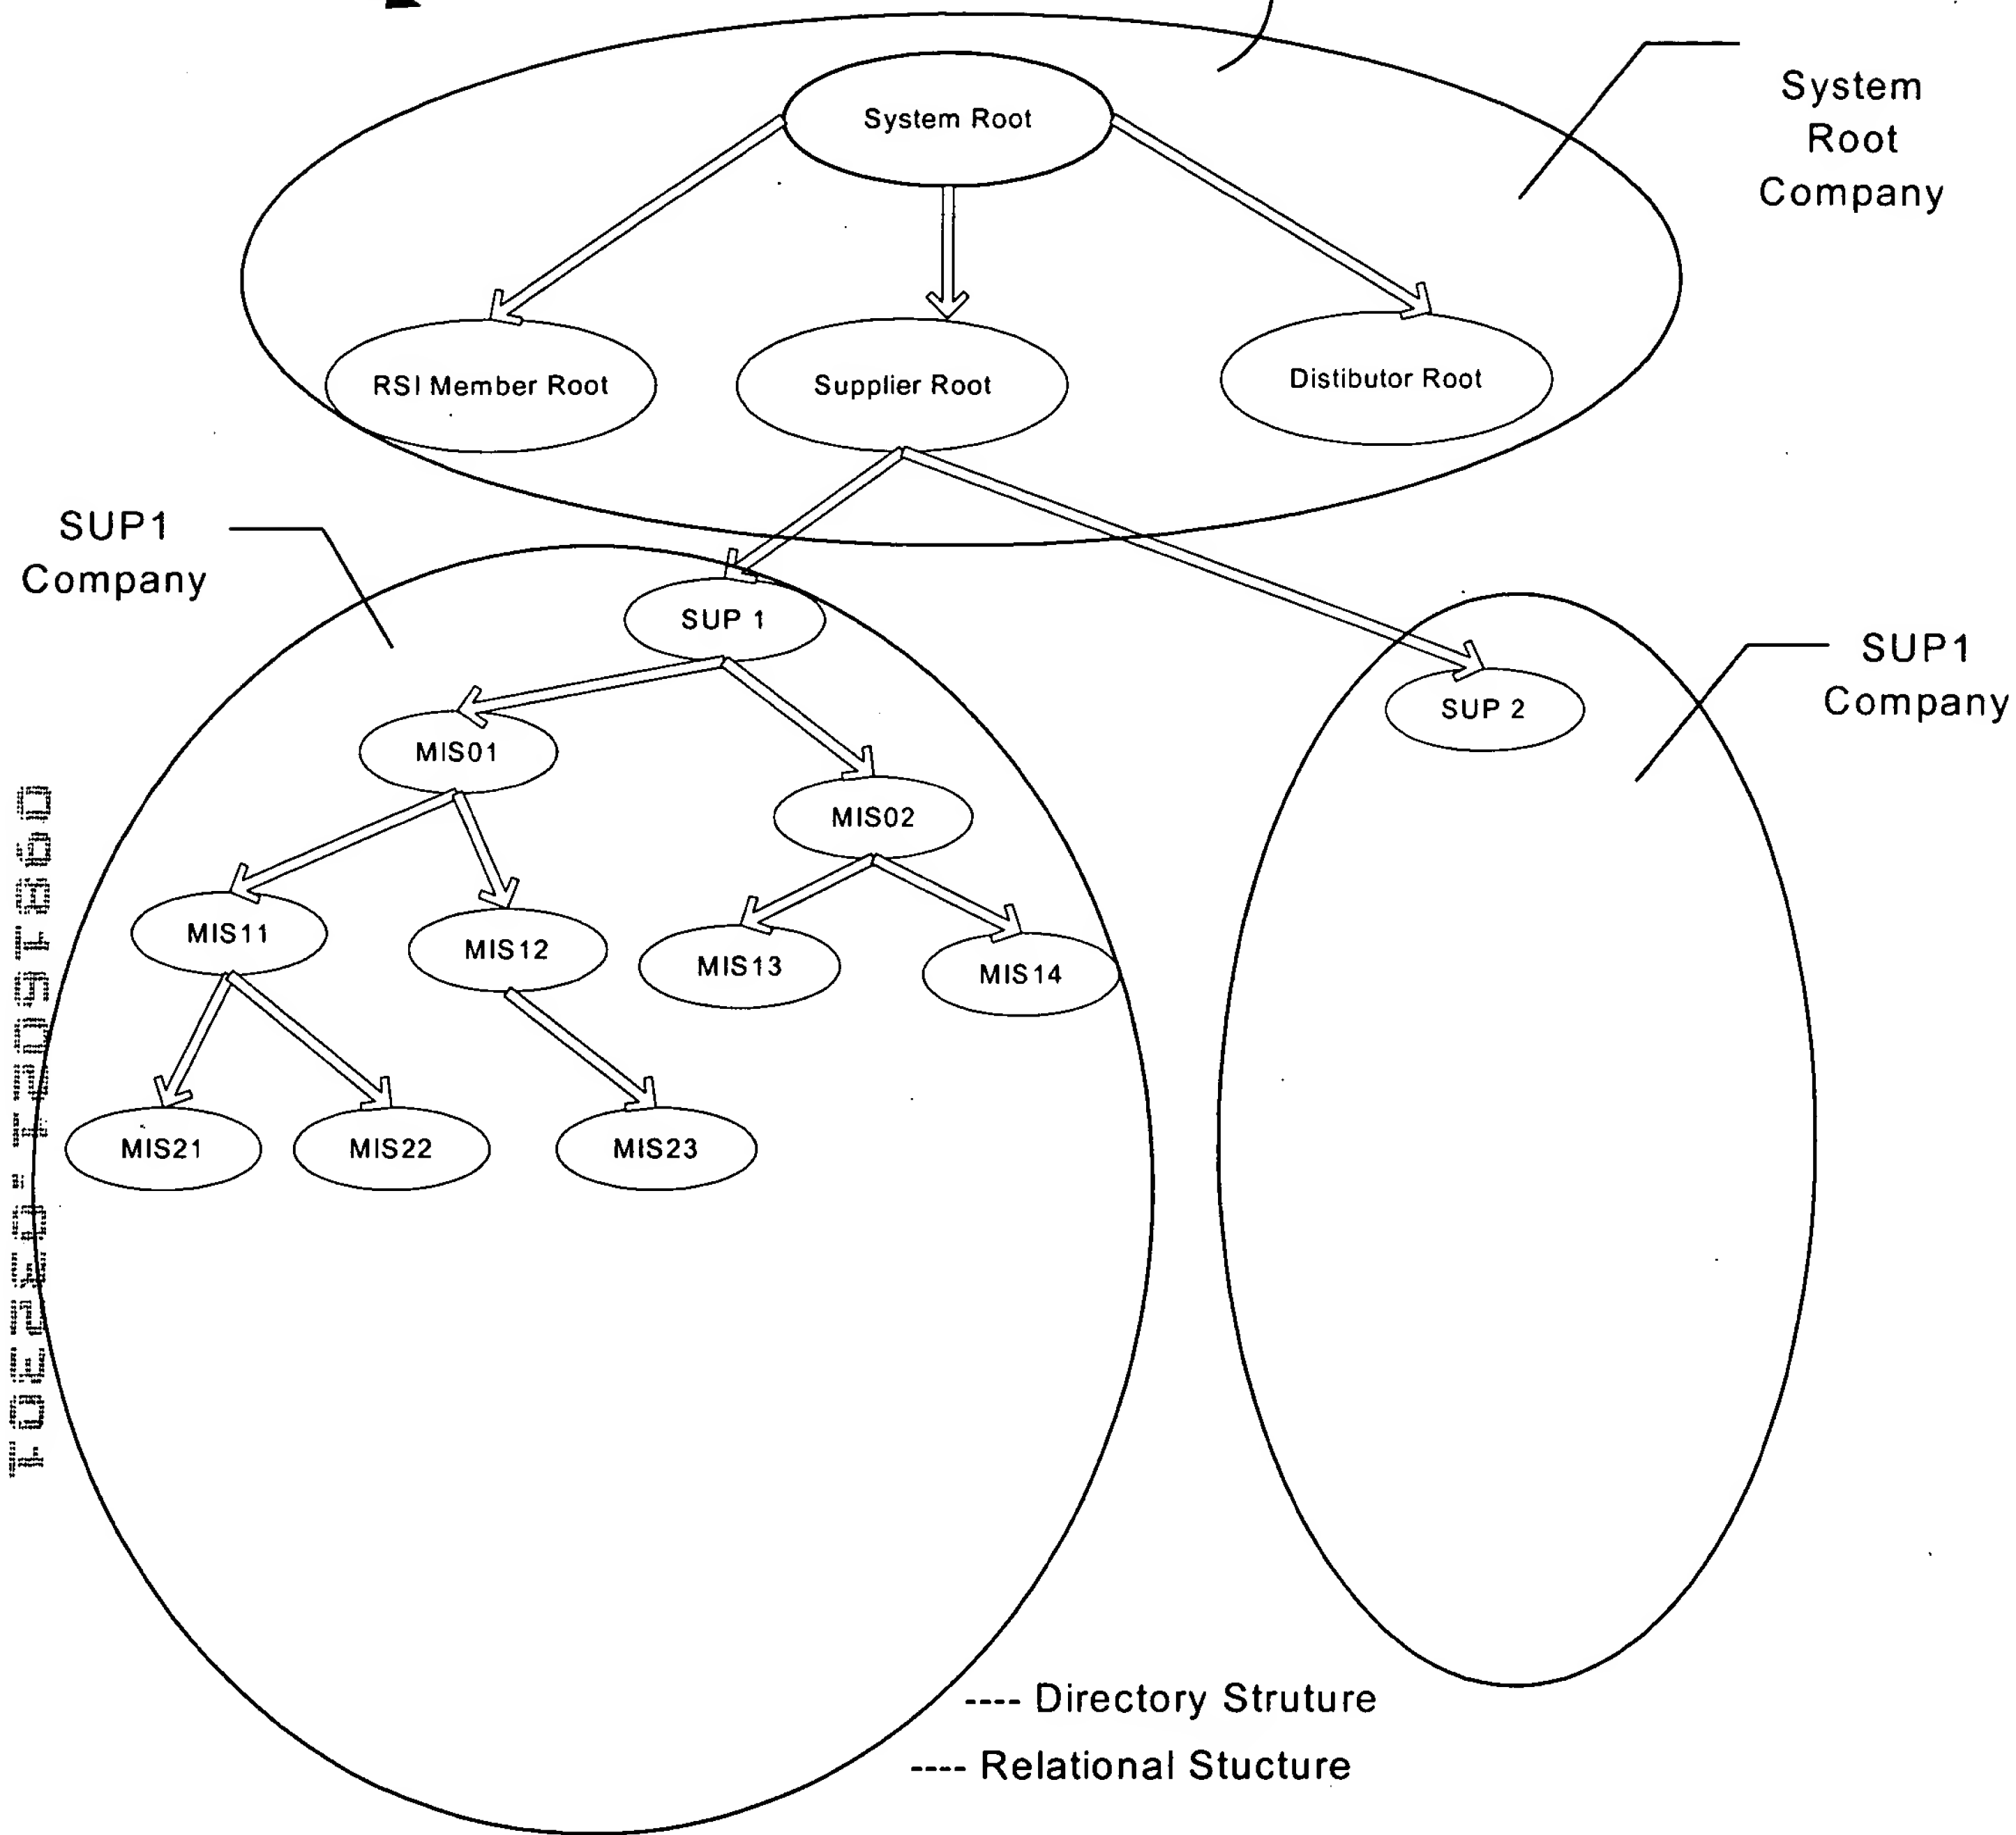 System Root
System
Root
Company
RSI Member Root
Supplier Root
Distibutor Root
SUP1
Company
SUP 1
SUP1
Company
SUP 2
MIS01
MIS02
MIS11
MIS12
MIS13
MIS14
MIS21
MIS22
MIS23
---- Directory Struture
---- Relational Stucture